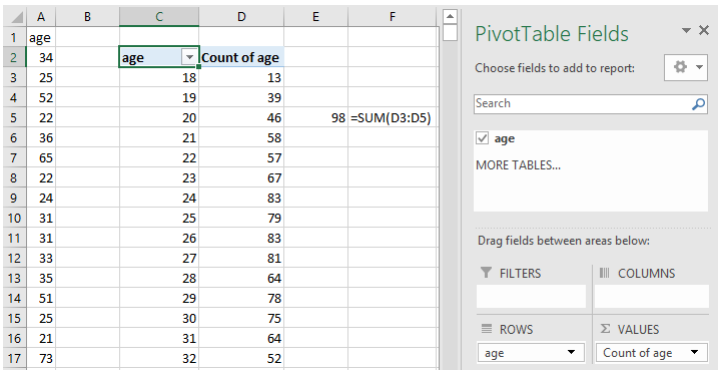 A B C D E F
1 age
2 34 age Count of age
3 25 18 13
4 52 19 39
5 22 20 46 98 =SUM(D3:D5)
6 36 21 58
7 65 22 57
8 22 23 67
9 24 24 83
10 31 25 79
11 31 26 83
12 33 27 81
13 35 28 64
14 51 29 78
15 25 30 75
16 21 31 64
17 73 32 52
PivotTable Fields
Choose fields to add to report:
Search
age
MORE TABLES...
Drag fields between areas below:
FILTERS COLUMNS
ROWS Σ VALUES
age Count of age